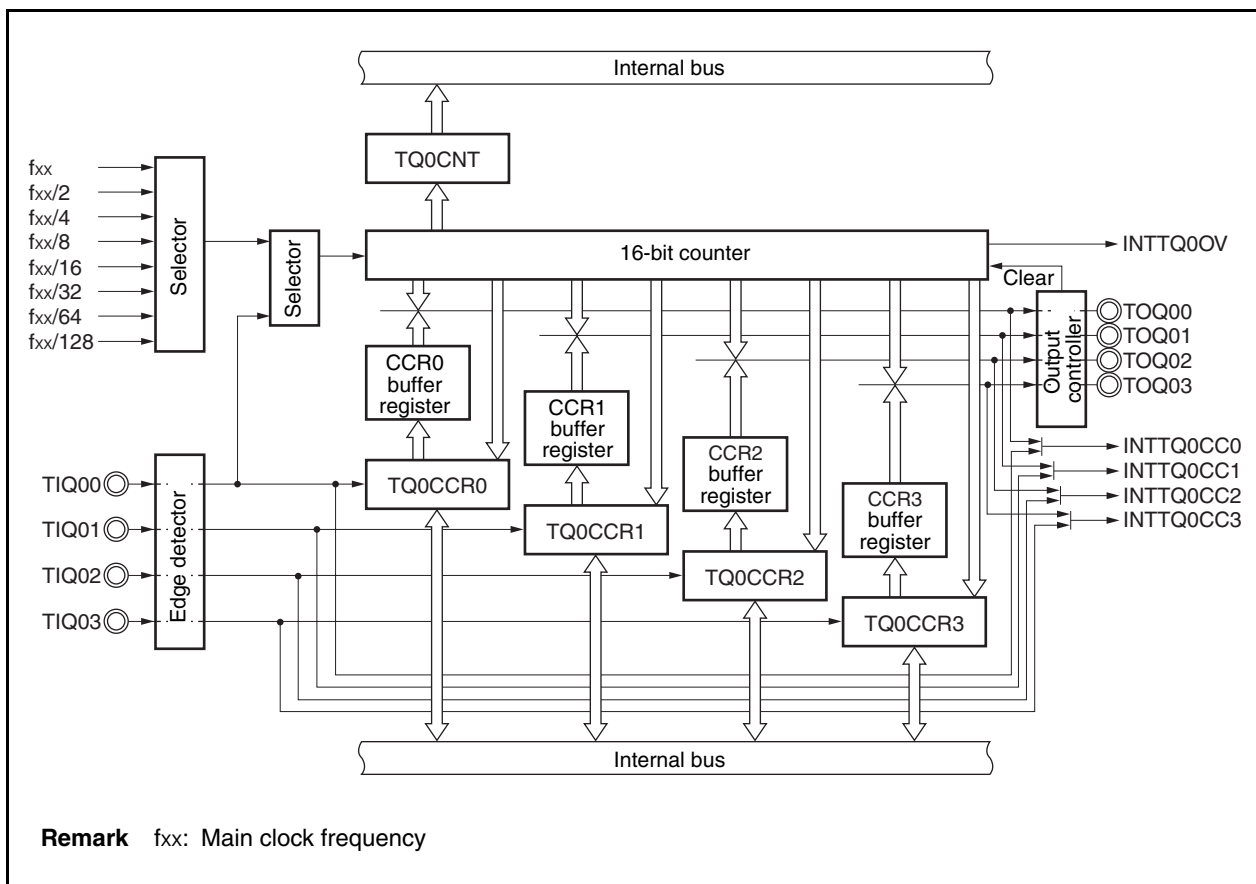 Internal bus
TQ0CNT
fxx
fxx/2
fxx/4
fxx/8
fxx/16
fxx/32
fxx/64
fxx/128
Selector
Selector
16-bit counter
INTTQ0OV
Clear
Output
controller
TOQ00
TOQ01
TOQ02
TOQ03
CCR0
buffer
register
CCR1
buffer
register
CCR2
buffer
register
CCR3
buffer
register
INTTQ0CC0
INTTQ0CC1
INTTQ0CC2
INTTQ0CC3
TIQ00
TIQ01
TIQ02
TIQ03
Edge detector
TQ0CCR0
TQ0CCR1
TQ0CCR2
TQ0CCR3
Internal bus
Remark fxx: Main clock frequency